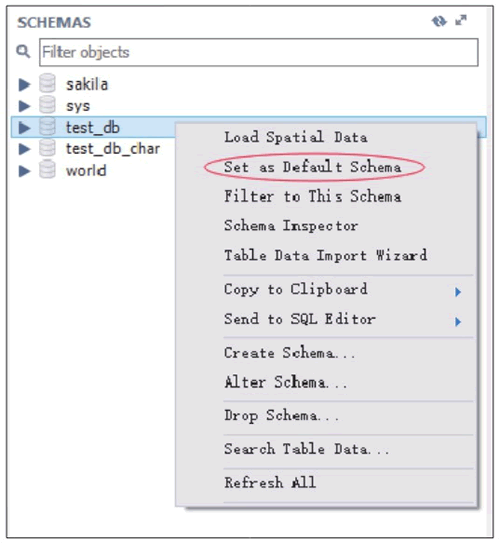 SCHEMAS
Filter objects
sakila
sys
test_db
test_db_char
world
Load Spatial Data
Set as Default Schema
Filter to This Schema
Schema Inspector
Table Data Import Wizard
Copy to Clipboard
Send to SQL Editor
Create Schema...
Alter Schema...
Drop Schema...
Search Table Data...
Refresh All